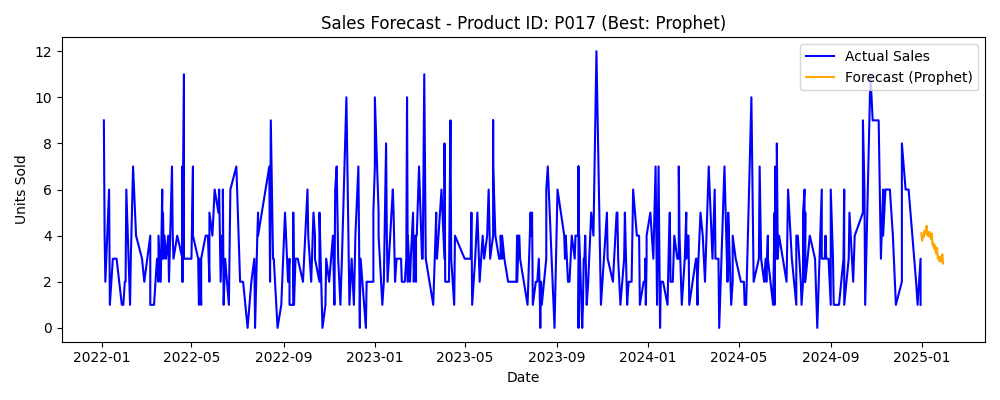 Sales Forecast - Product ID: P017 (Best: Prophet)
Actual Sales
Forecast (Prophet)
Units Sold
12
10
8
6
4
2
0
2022-01 2022-05 2022-09 2023-01 2023-05 2023-09 2024-01 2024-05 2024-09 2025-01
Date